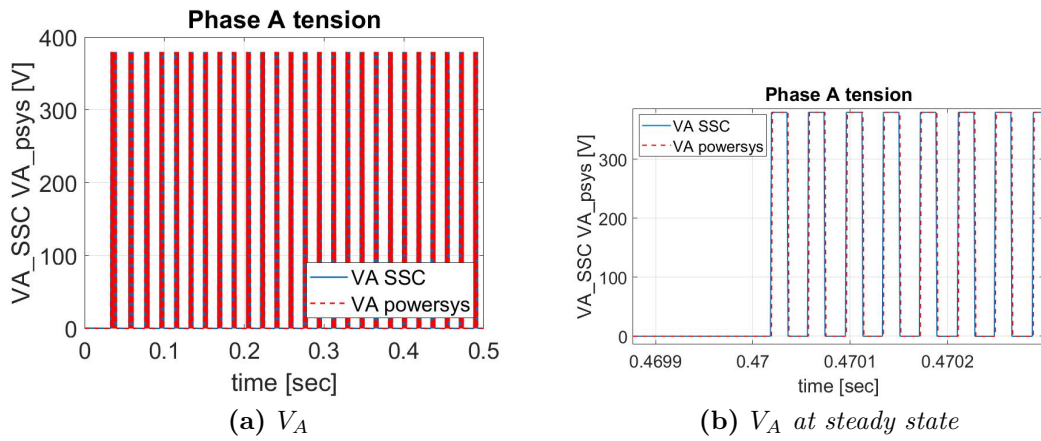 Phase A tension
VA_SSC VA_psys [V]
400
300
200
100
0
VA SSC
VA powersys
0 0.1 0.2 0.3 0.4 0.5
time [sec]
(a) V_A
Phase A tension
VA_SSC VA_psys [V]
VA SSC
VA powersys
300
200
100
0
0.4699 0.47 0.4701 0.4702
time [sec]
(b) V_A at steady state